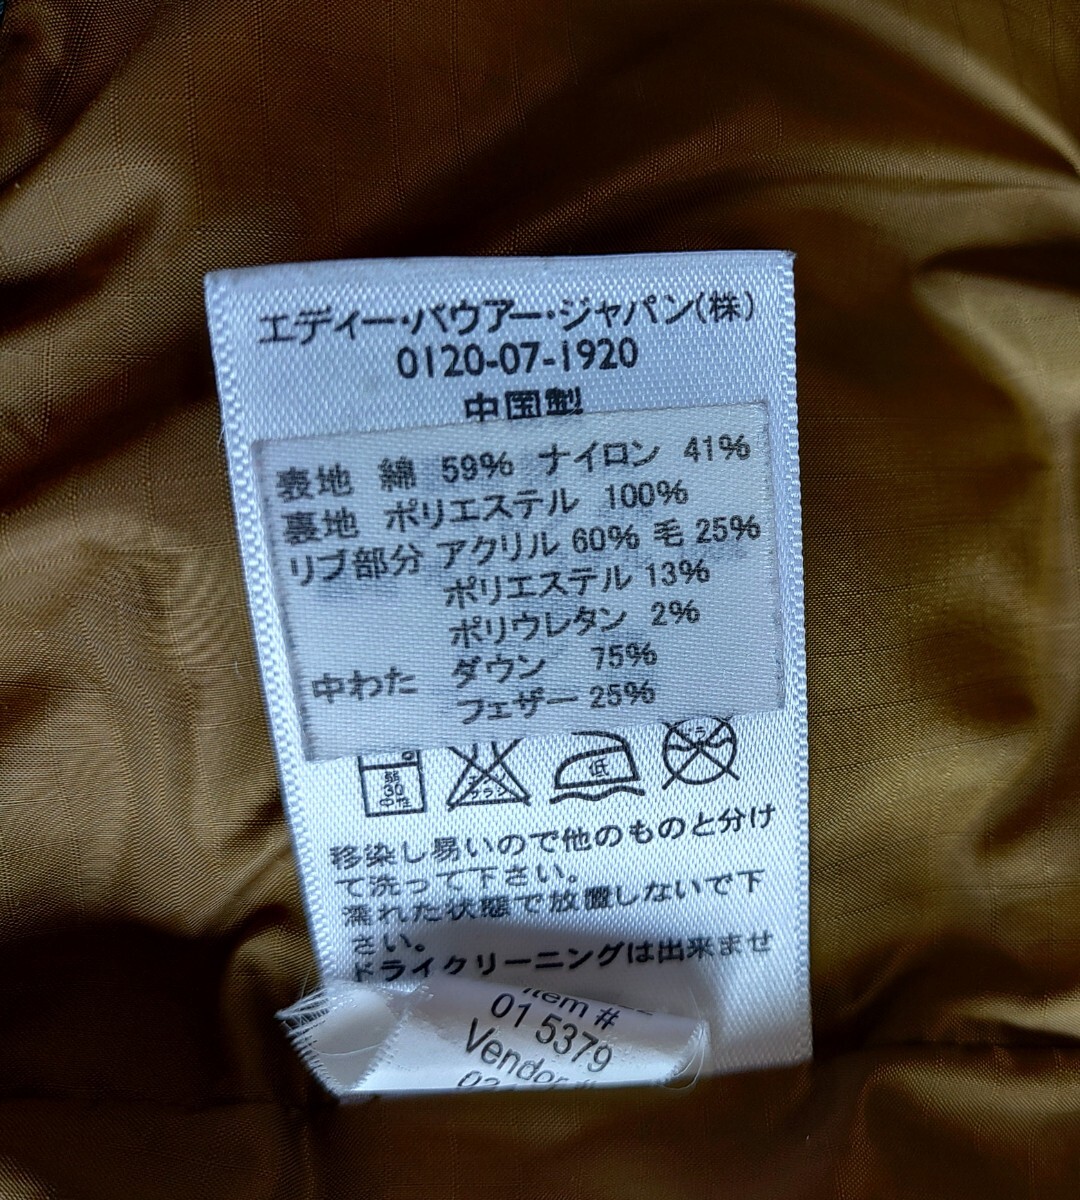 エディー・バウアー・ジャパン(株)
0120-07-1920
中国製
表地 綿 59% ナイロン 41%
裏地 ポリエステル 100%
リブ部分 アクリル 60% 毛 25%
ポリエステル 13%
ポリウレタン 2%
中わた ダウン 75%
フェザー 25%
弱
30
中性
低
移染し易いので他のものと分け
て洗って下さい。
濡れた状態で放置しないで下
さい。
ドライクリーニングは出来ませ
Item #
01 5379
Vendor #